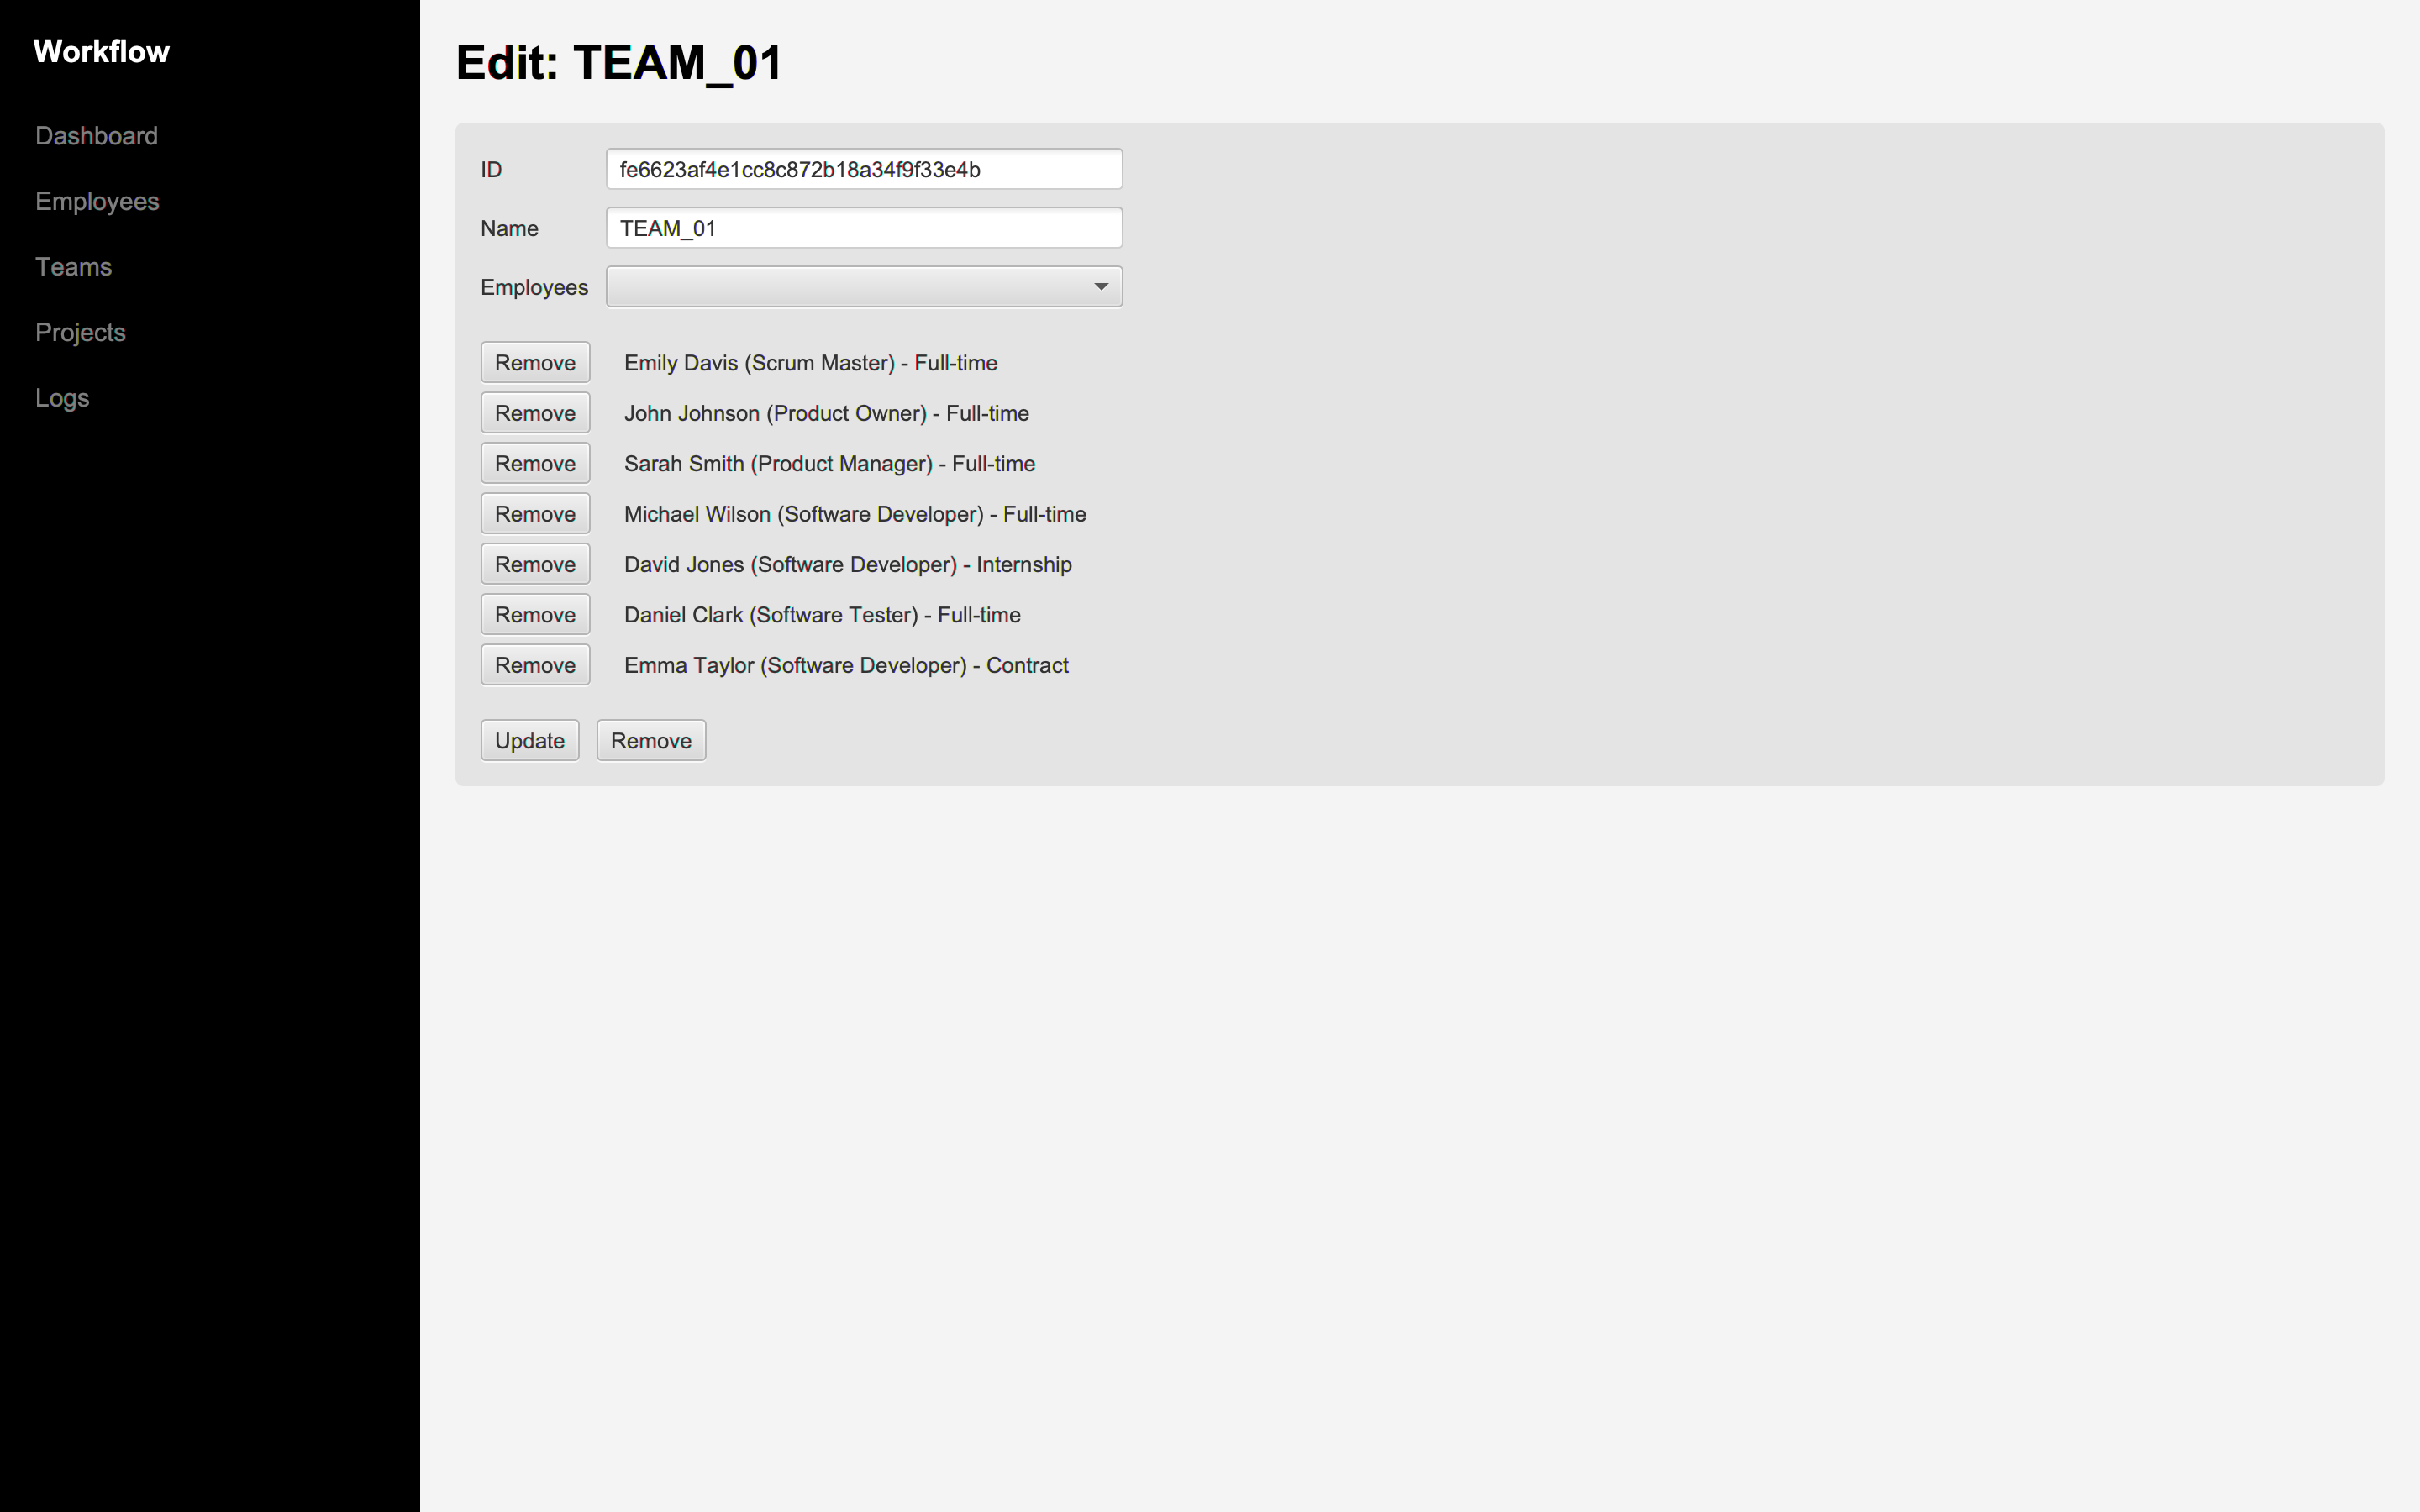 Workflow
Dashboard
Employees
Teams
Projects
Logs
Edit: TEAM_01
ID fe6623af4e1cc8c872b18a34f9f33e4b
Name TEAM_01
Employees
Remove Emily Davis (Scrum Master) - Full-time
Remove John Johnson (Product Owner) - Full-time
Remove Sarah Smith (Product Manager) - Full-time
Remove Michael Wilson (Software Developer) - Full-time
Remove David Jones (Software Developer) - Internship
Remove Daniel Clark (Software Tester) - Full-time
Remove Emma Taylor (Software Developer) - Contract
Update Remove